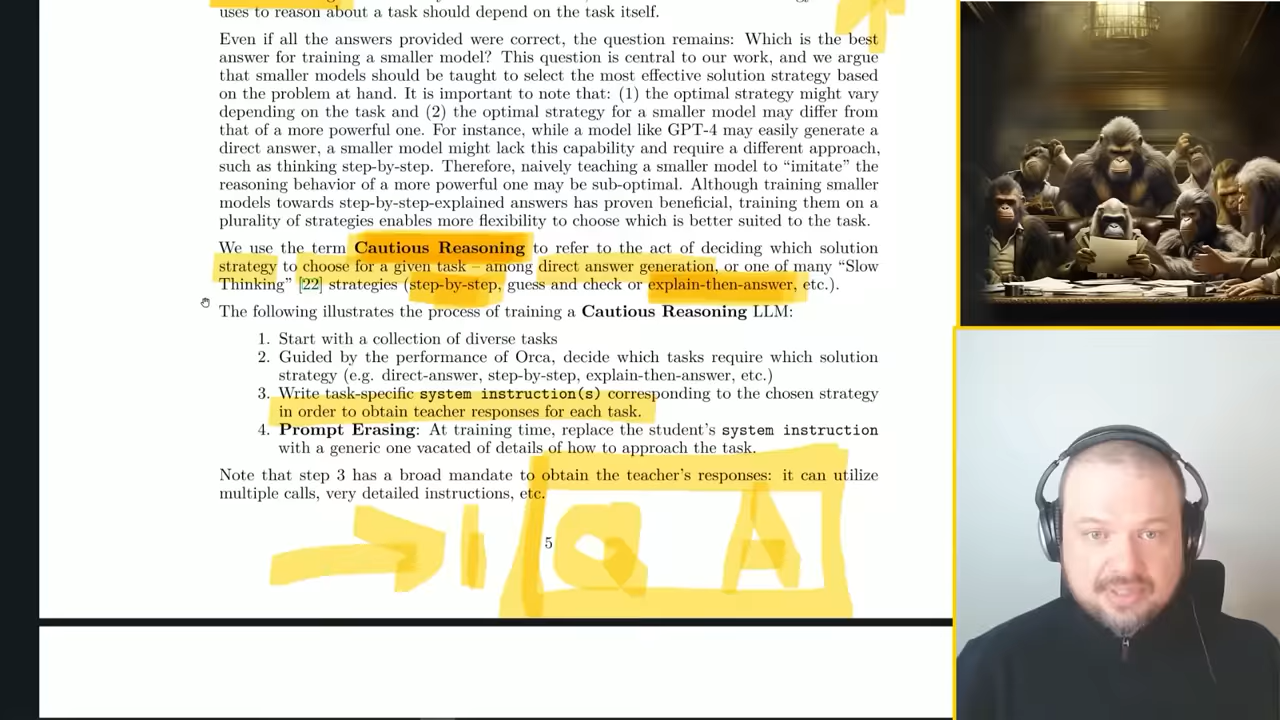 uses to reason about a task should depend on the task itself.
Even if all the answers provided were correct, the question remains: Which is the best
answer for training a smaller model? This question is central to our work, and we argue
that smaller models should be taught to select the most effective solution strategy based
on the problem at hand. It is important to note that: (1) the optimal strategy might vary
depending on the task and (2) the optimal strategy for a smaller model may differ from
that of a more powerful one. For instance, while a model like GPT-4 may easily generate a
direct answer, a smaller model might lack this capability and require a different approach,
such as thinking step-by-step. Therefore, naively teaching a smaller model to “imitate” the
reasoning behavior of a more powerful one may be sub-optimal. Although training smaller
models towards step-by-step-explained answers has proven beneficial, training them on a
plurality of strategies enables more flexibility to choose which is better suited to the task.
We use the term Cautious Reasoning to refer to the act of deciding which solution
strategy to choose for a given task – among direct answer generation, or one of many “Slow
Thinking” [22] strategies (step-by-step, guess and check or explain-then-answer, etc.).
The following illustrates the process of training a Cautious Reasoning LLM:
1. Start with a collection of diverse tasks
2. Guided by the performance of Orca, decide which tasks require which solution
strategy (e.g. direct-answer, step-by-step, explain-then-answer, etc.)
3. Write task-specific system instruction(s) corresponding to the chosen strategy
in order to obtain teacher responses for each task.
4. Prompt Erasing: At training time, replace the student’s system instruction
with a generic one vacated of details of how to approach the task.
Note that step 3 has a broad mandate to obtain the teacher’s responses: it can utilize
multiple calls, very detailed instructions, etc.
→ I Q A
5